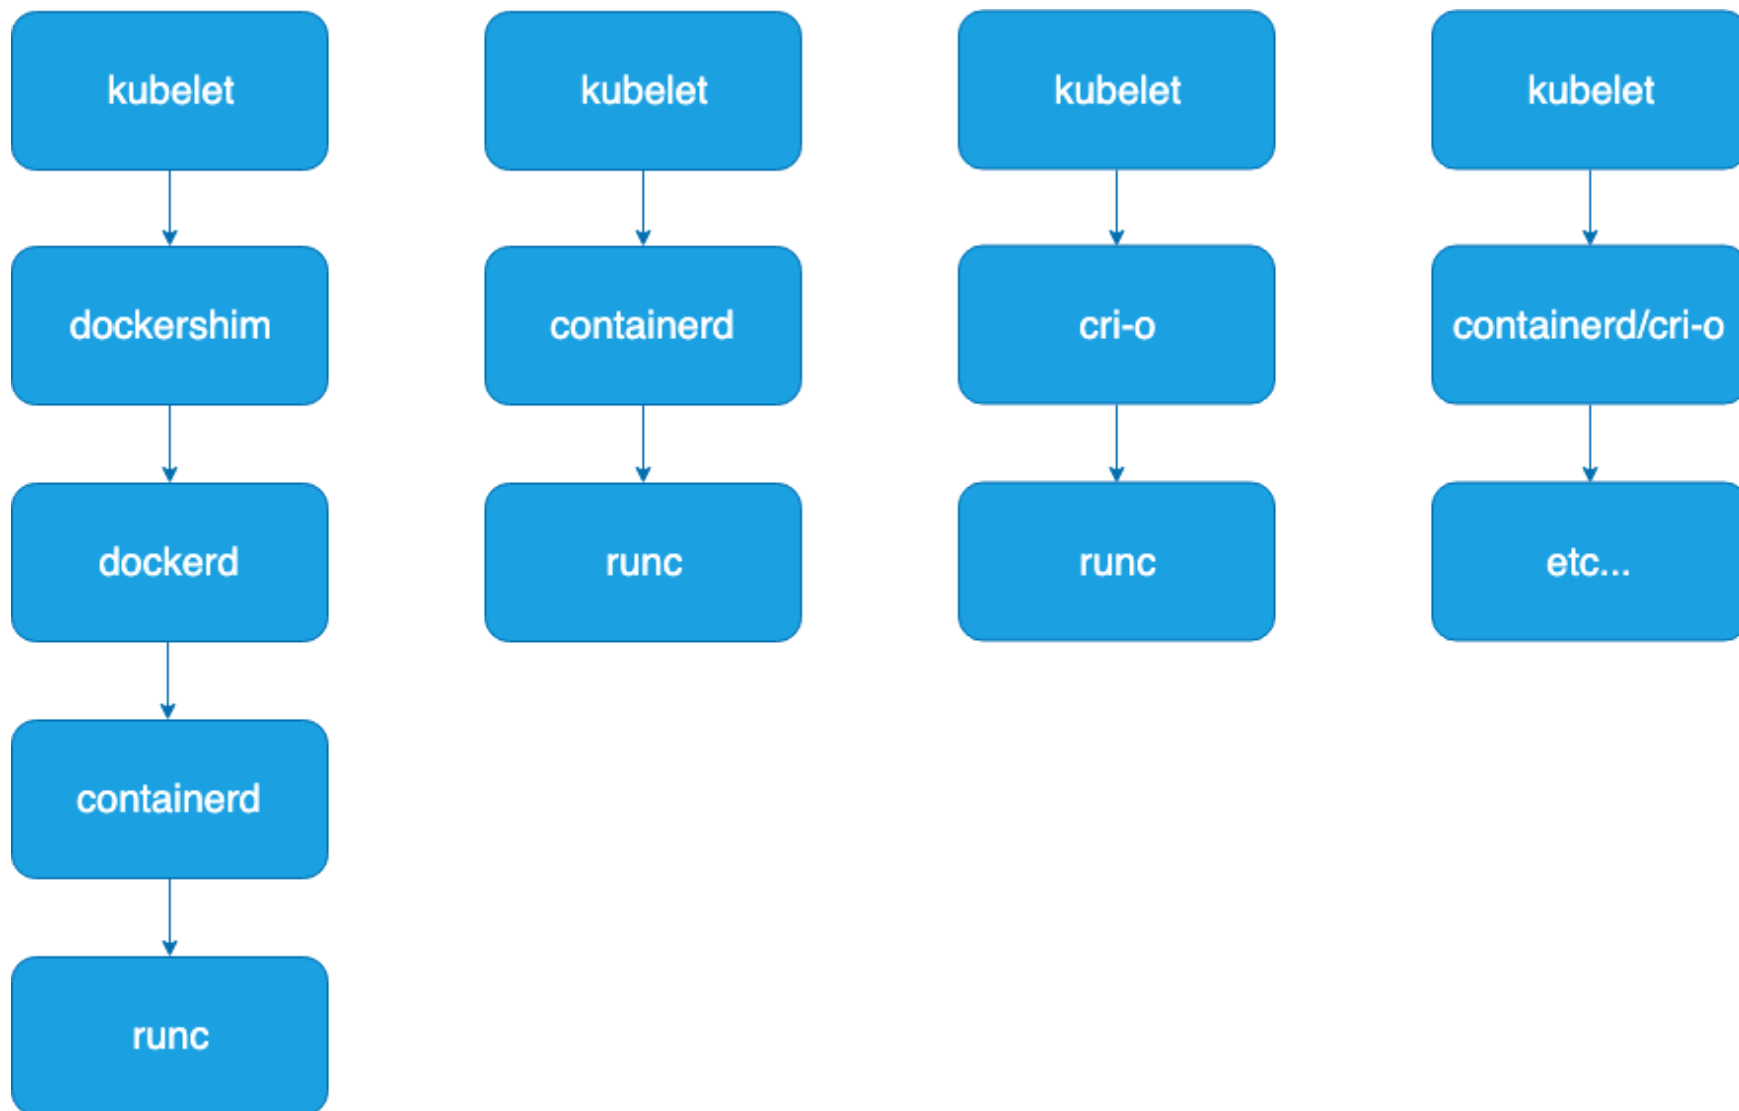 kubelet
dockershim
dockerd
containerd
runc
kubelet
containerd
runc
kubelet
cri-o
runc
kubelet
containerd/cri-o
etc...